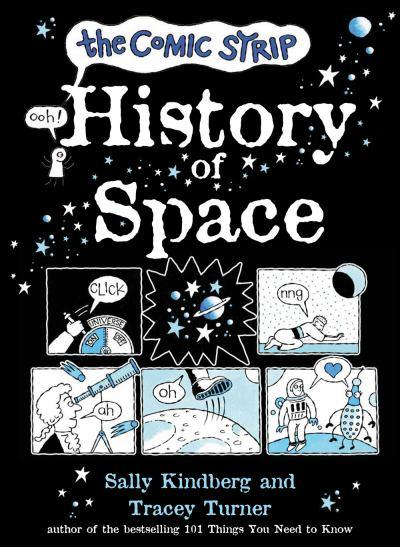 the COMIC STRIP
ooh!
History
of
Space
CLICK
UNIVERSE
ON OFF
nng
ah
oh
Sally Kindberg and
Tracey Turner
author of the bestselling 101 Things You Need to Know